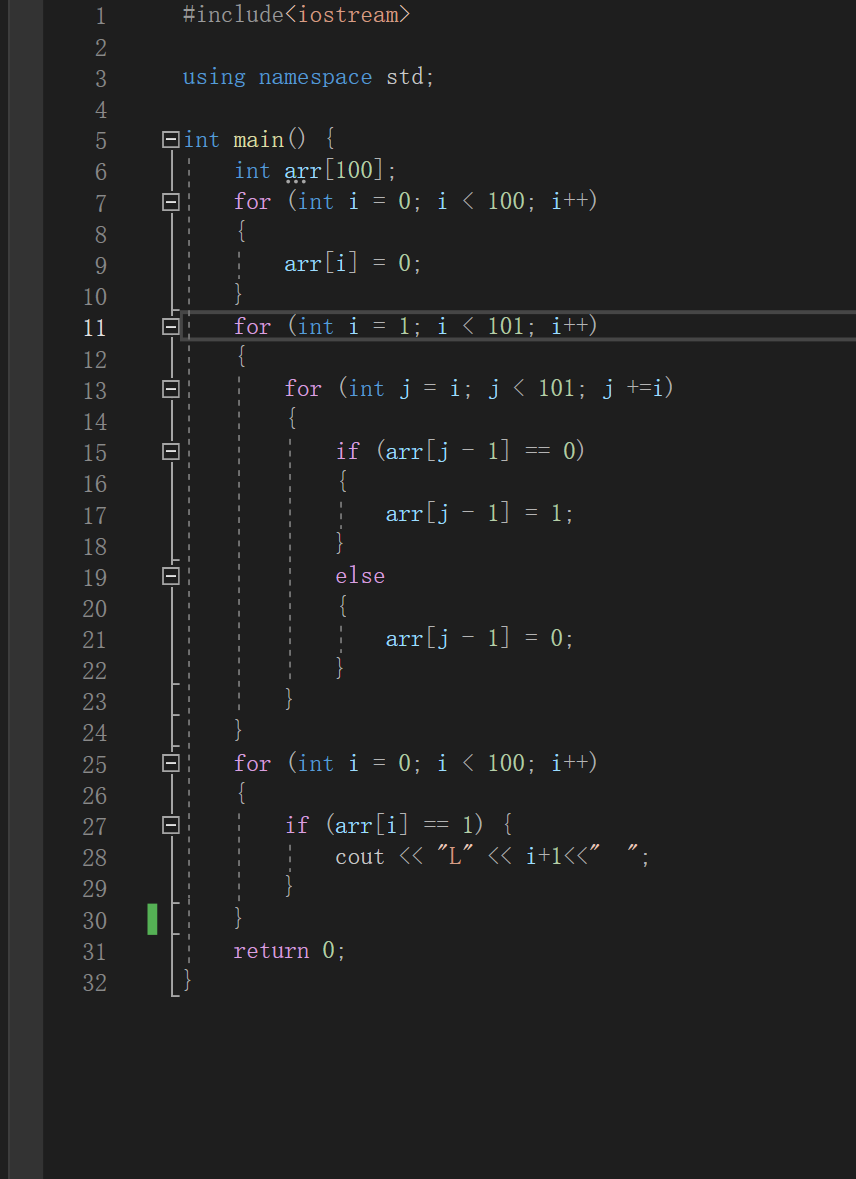 1 #include<iostream>
2
3 using namespace std;
4
5 int main() {
6 int arr[100];
7 for (int i = 0; i < 100; i++)
8 {
9 arr[i] = 0;
10 }
11 for (int i = 1; i < 101; i++)
12 {
13 for (int j = i; j < 101; j +=i)
14 {
15 if (arr[j - 1] == 0)
16 {
17 arr[j - 1] = 1;
18 }
19 else
20 {
21 arr[j - 1] = 0;
22 }
23 }
24 }
25 for (int i = 0; i < 100; i++)
26 {
27 if (arr[i] == 1) {
28 cout << "L" << i+1<<"  ";
29 }
30 }
31 return 0;
32 }